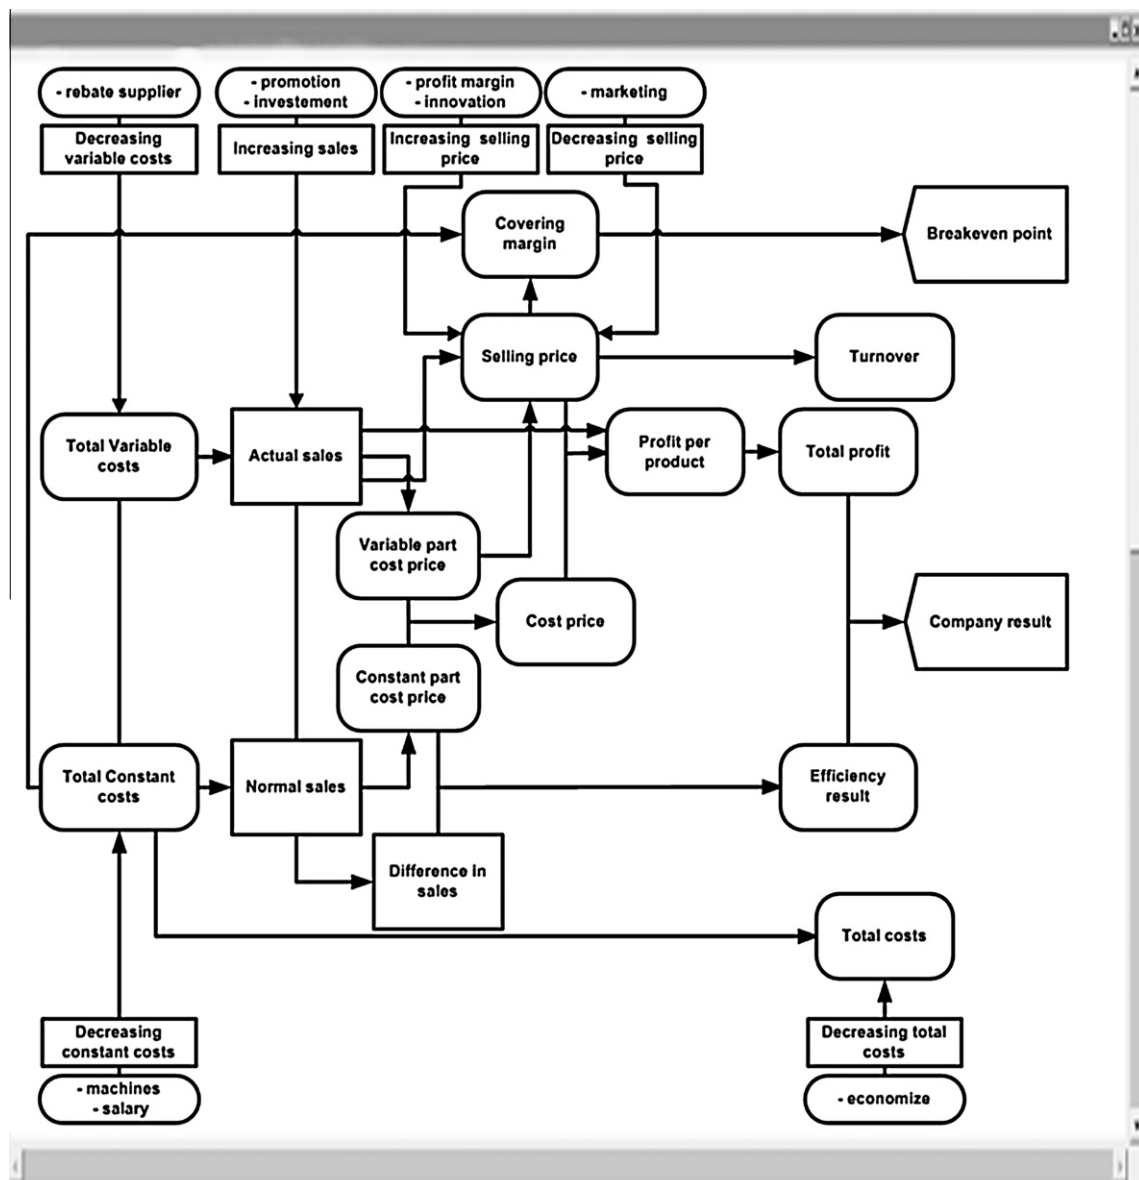 - rebate supplier
- promotion
- investement
- profit margin
- innovation
- marketing
Decreasing
variable costs
Increasing sales
Increasing selling
price
Decreasing selling
price
Covering
margin
Breakeven point
Selling price
Turnover
Total Variable
costs
Actual sales
Profit per
product
Total profit
Variable part
cost price
Cost price
Company result
Constant part
cost price
Total Constant
costs
Normal sales
Efficiency
result
Difference in
sales
Total costs
Decreasing
constant costs
Decreasing total
costs
- machines
- salary
- economize